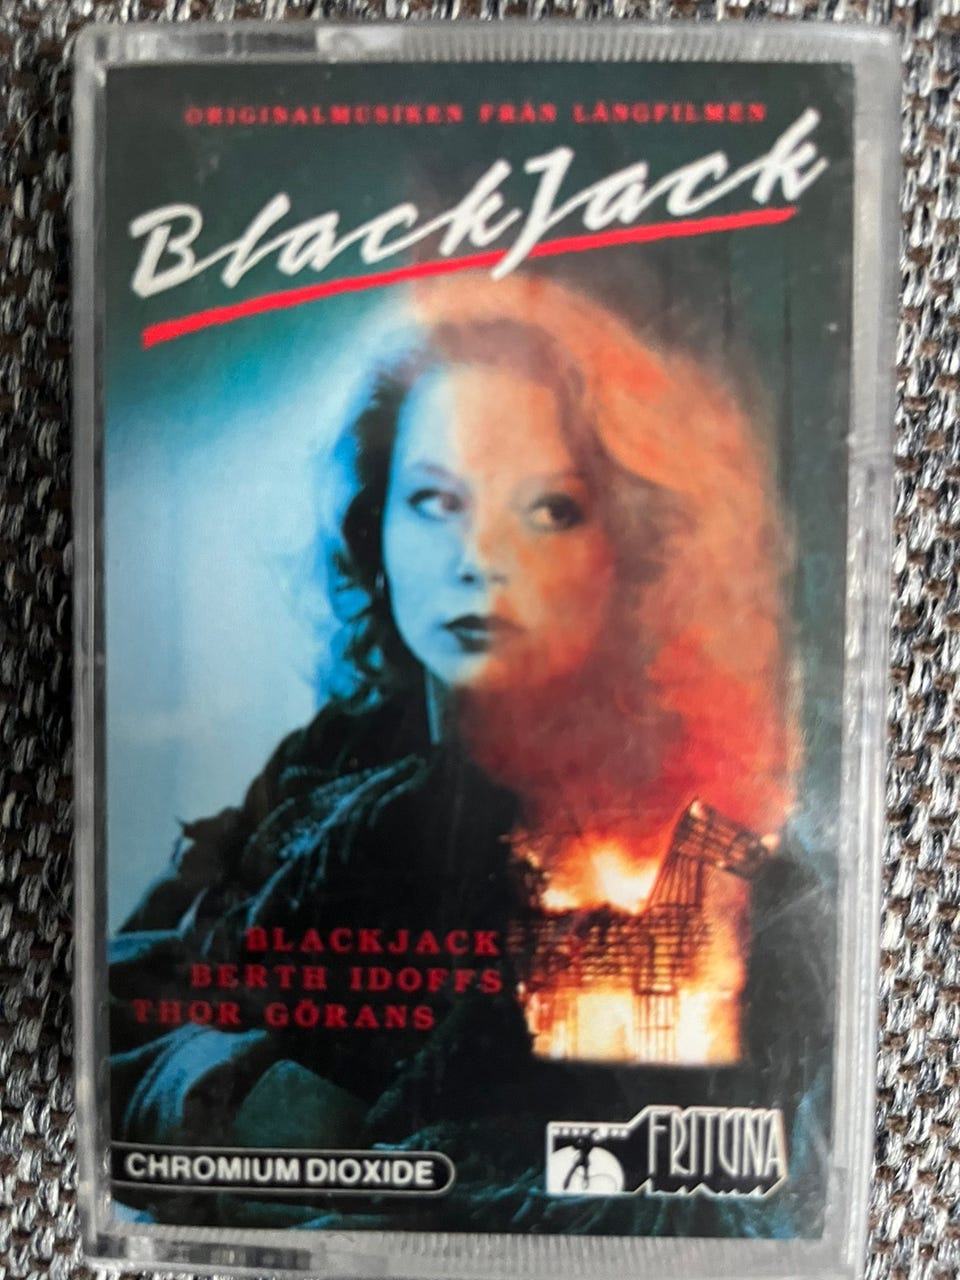 ORIGINALMUSIKEN FRÅN LÅNGFILMEN
BlackJack
BLACKJACK
BERTH IDOFFS
THOR GÖRANS
CHROMIUM DIOXIDE
FRITUNA